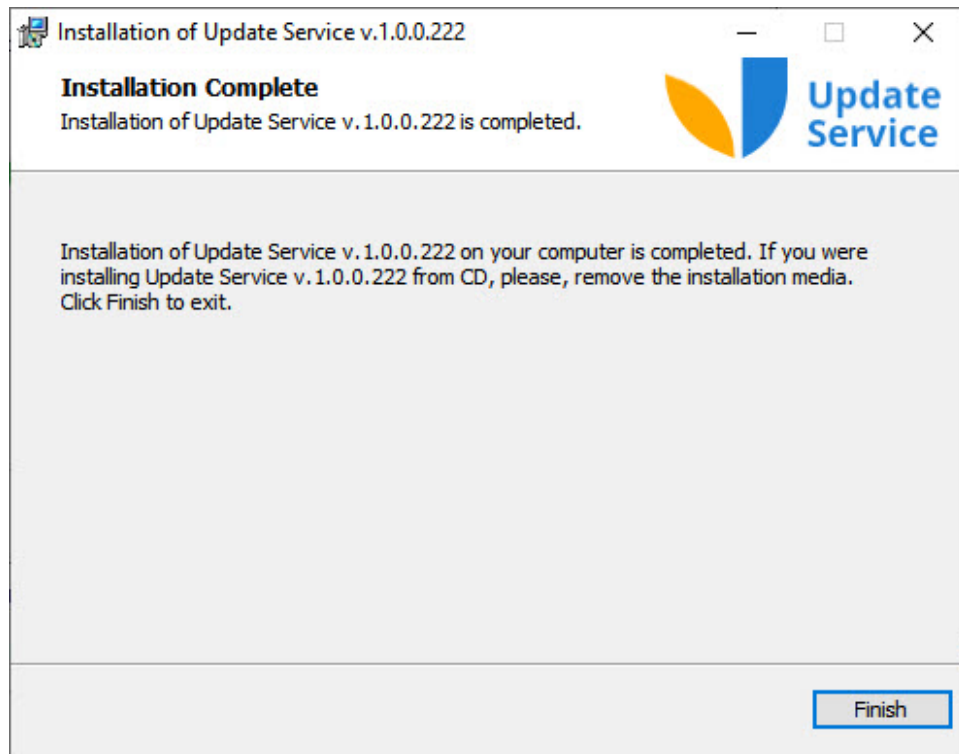 Installation of Update Service v.1.0.0.222
Installation Complete
Installation of Update Service v.1.0.0.222 is completed.
Update
Service
Installation of Update Service v.1.0.0.222 on your computer is completed. If you were
installing Update Service v.1.0.0.222 from CD, please, remove the installation media.
Click Finish to exit.
Finish